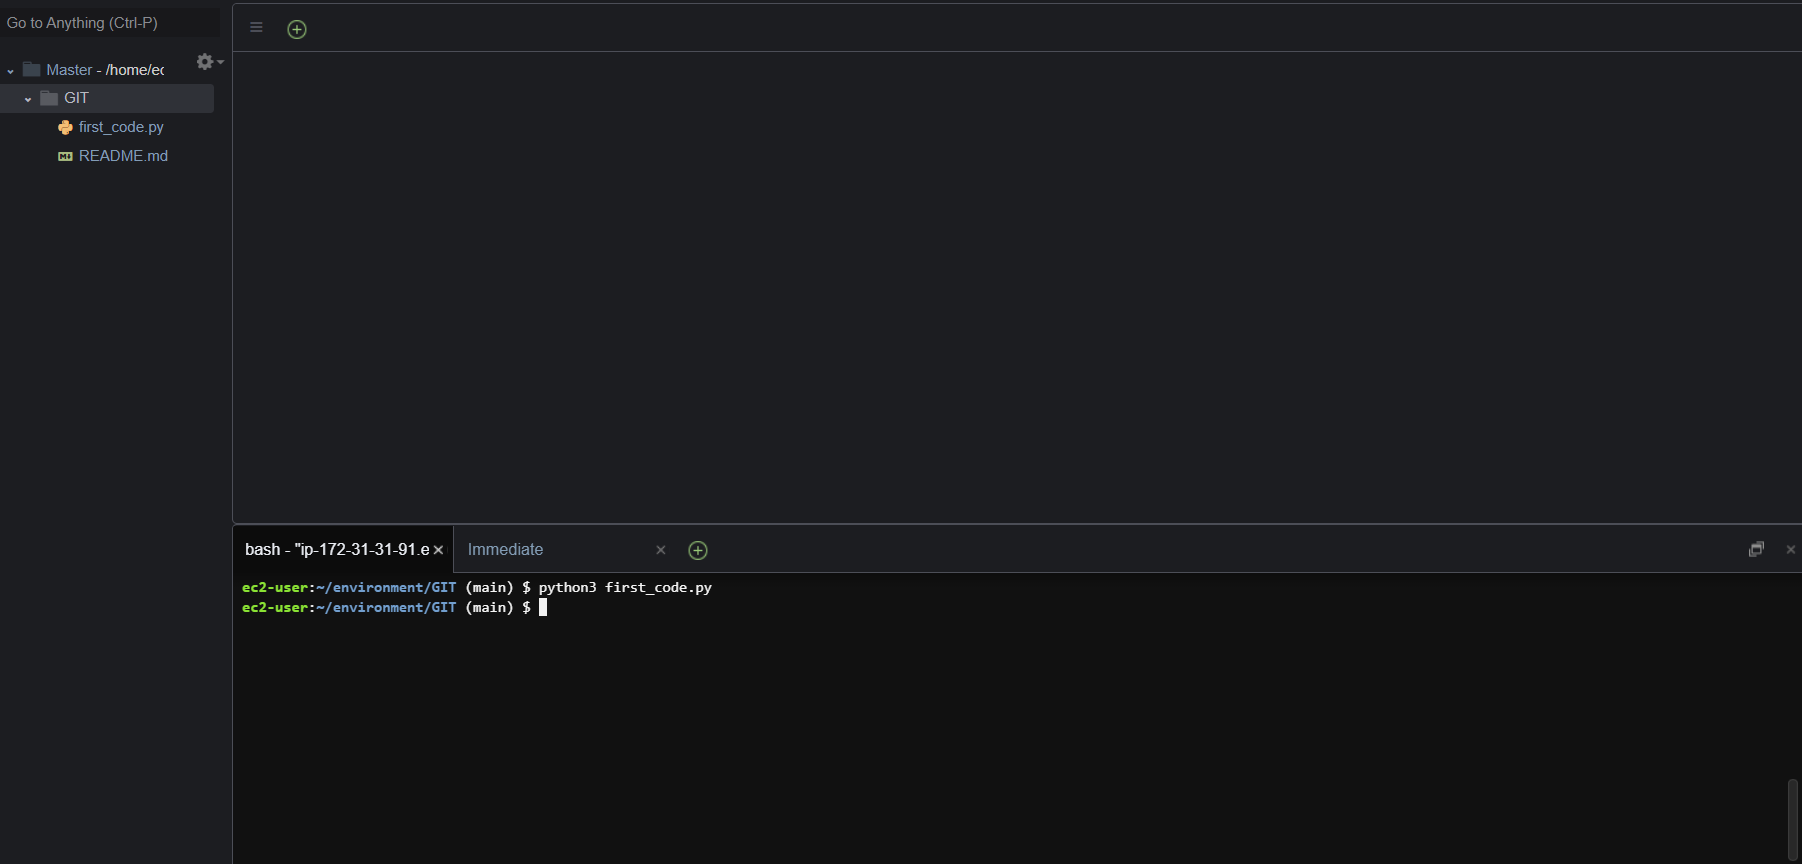 Go to Anything (Ctrl-P)
Master - /home/ec
GIT
first_code.py
README.md
bash - "ip-172-31-31-91.e
Immediate
ec2-user:~/environment/GIT (main) $ python3 first_code.py
ec2-user:~/environment/GIT (main) $